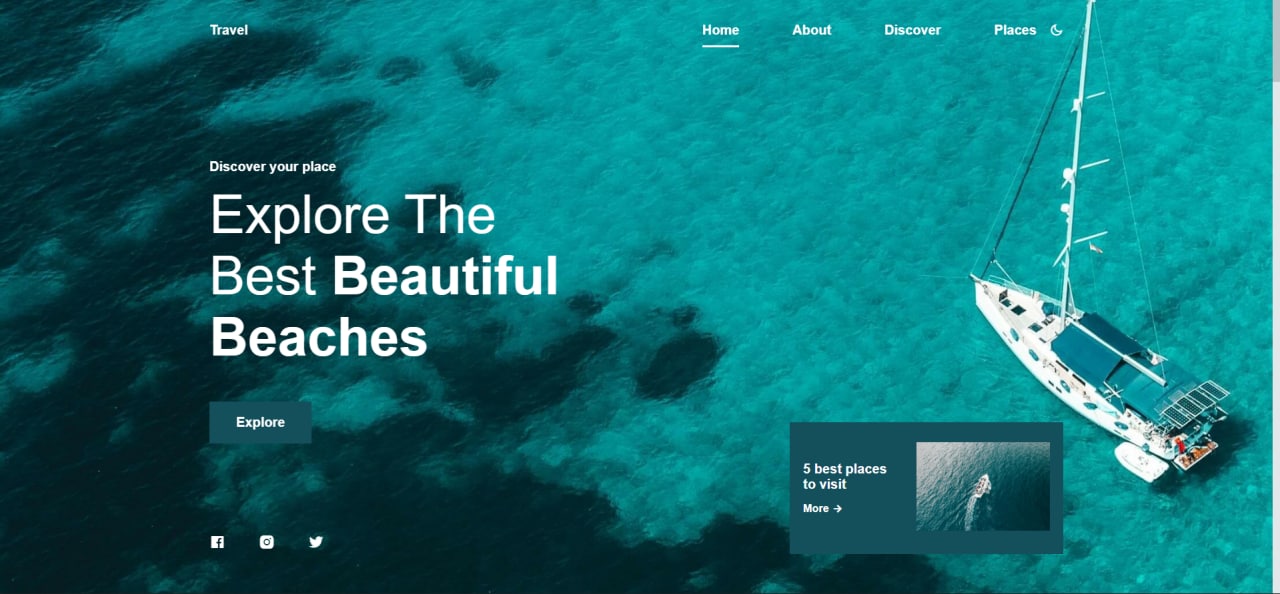 Travel
Home
About
Discover
Places
Discover your place
Explore The
Best Beautiful
Beaches
Explore
5 best places
to visit
More →